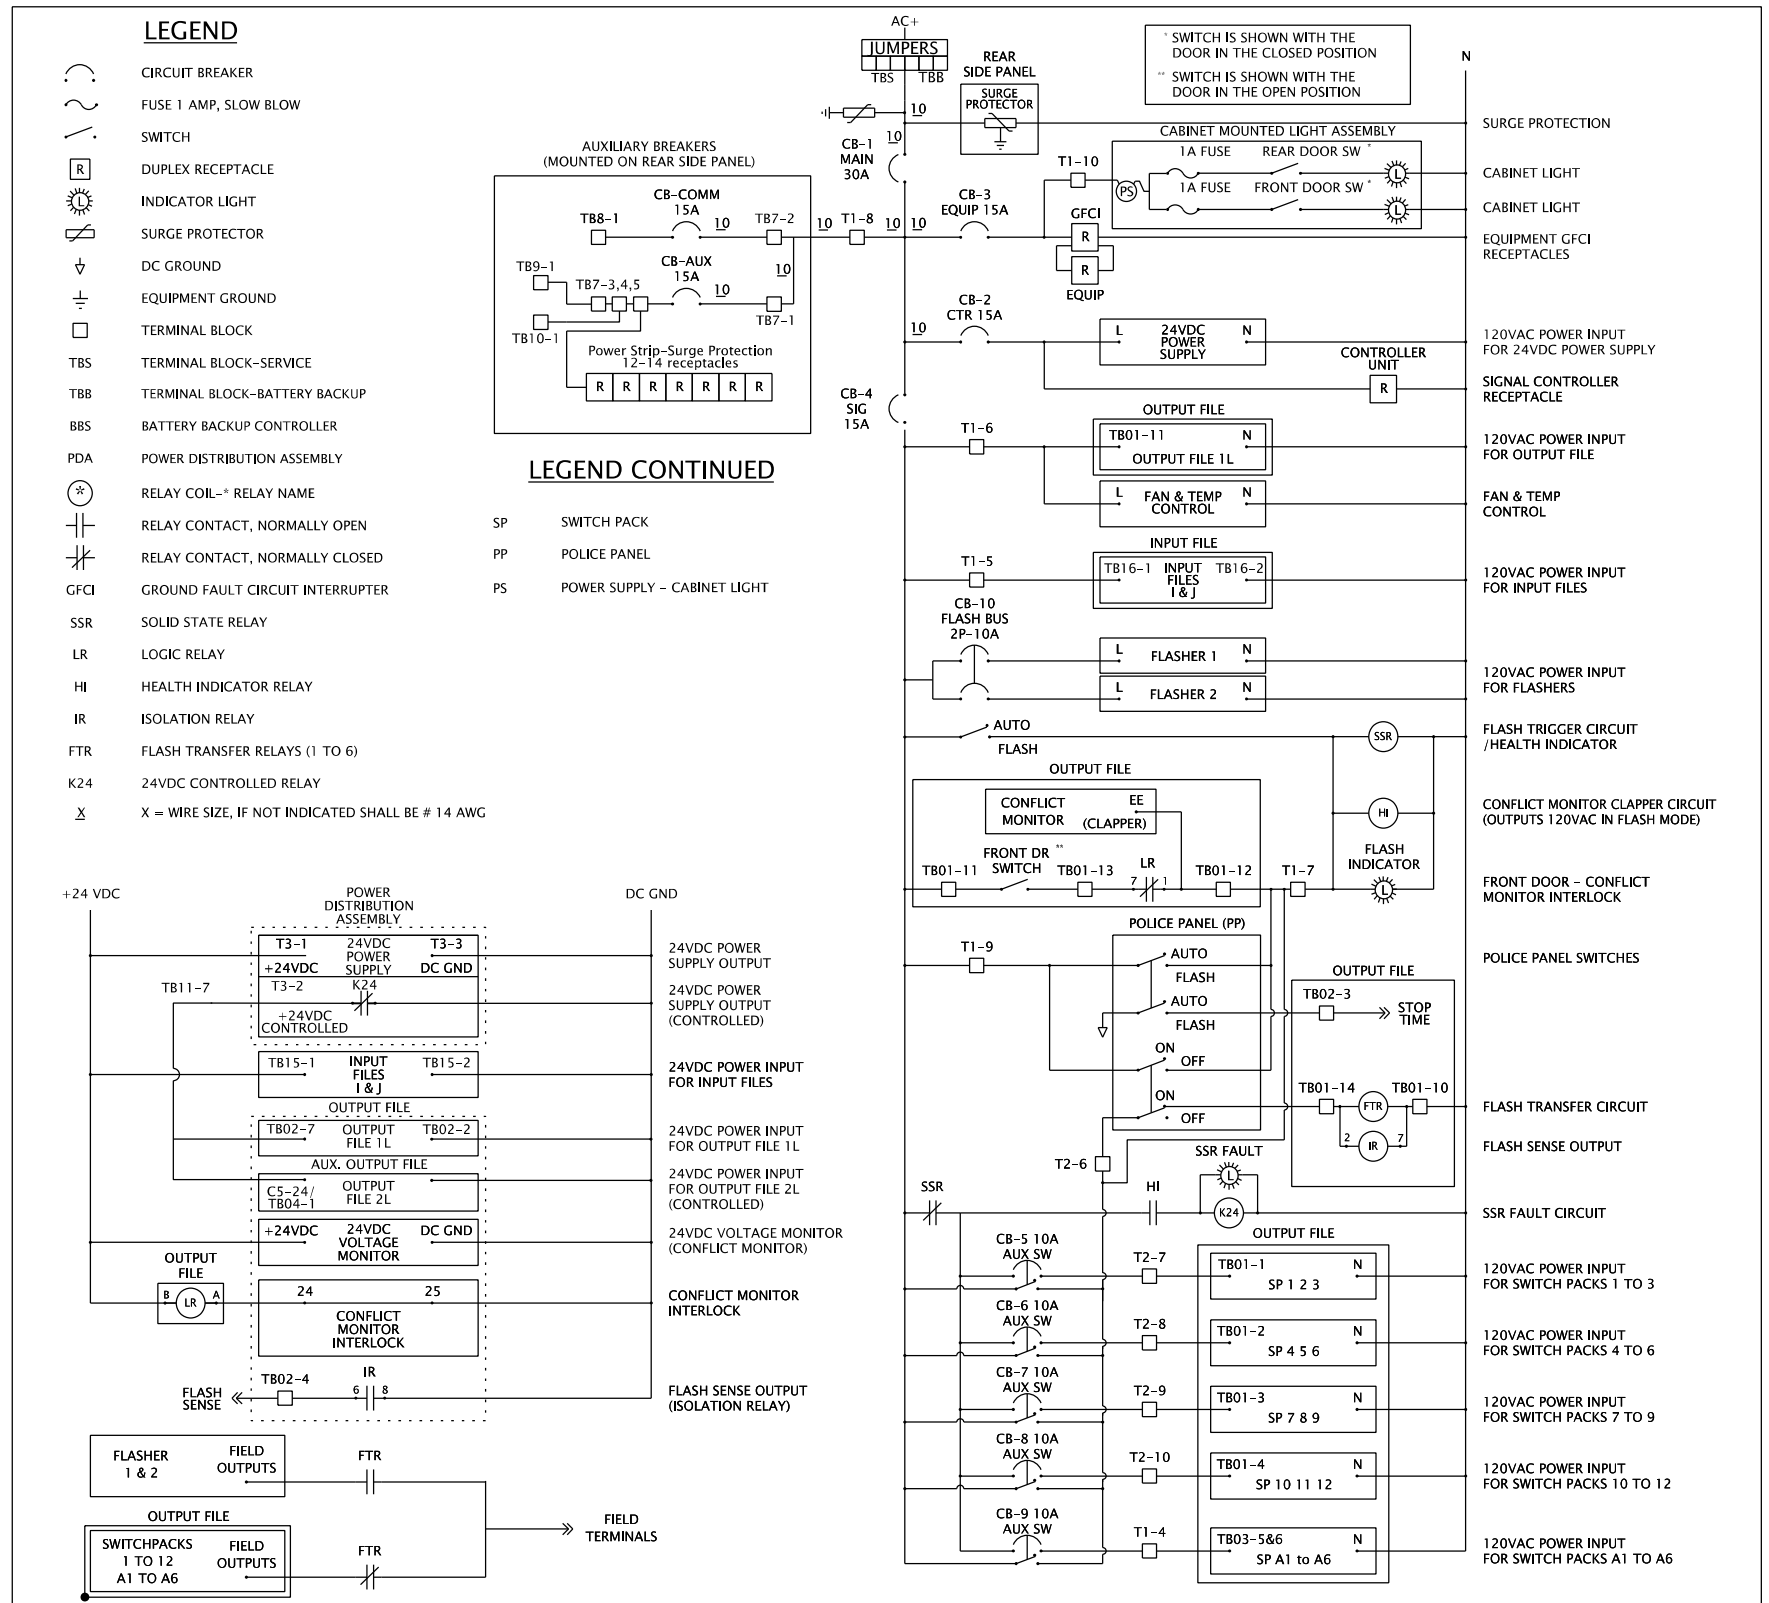 LEGEND
CIRCUIT BREAKER
FUSE 1 AMP, SLOW BLOW
SWITCH
R DUPLEX RECEPTACLE
L INDICATOR LIGHT
SURGE PROTECTOR
DC GROUND
EQUIPMENT GROUND
TERMINAL BLOCK
TBS TERMINAL BLOCK-SERVICE
TBB TERMINAL BLOCK-BATTERY BACKUP
BBS BATTERY BACKUP CONTROLLER
PDA POWER DISTRIBUTION ASSEMBLY
* RELAY COIL-* RELAY NAME
RELAY CONTACT, NORMALLY OPEN
RELAY CONTACT, NORMALLY CLOSED
GFCI GROUND FAULT CIRCUIT INTERRUPTER
SSR SOLID STATE RELAY
LR LOGIC RELAY
HI HEALTH INDICATOR RELAY
IR ISOLATION RELAY
FTR FLASH TRANSFER RELAYS (1 TO 6)
K24 24VDC CONTROLLED RELAY
X X = WIRE SIZE, IF NOT INDICATED SHALL BE # 14 AWG
AUXILIARY BREAKERS
(MOUNTED ON REAR SIDE PANEL)
CB-COMM
15A
TB8-1
10
TB7-2
CB-AUX
15A
10
TB9-1
TB7-3,4,5
10
TB7-1
TB10-1
Power Strip-Surge Protection
12-14 receptacles
R R R R R R R
LEGEND CONTINUED
SP SWITCH PACK
PP POLICE PANEL
PS POWER SUPPLY - CABINET LIGHT
AC+
JUMPERS
TBS TBB
10
REAR
SIDE PANEL
SURGE
PROTECTOR
* SWITCH IS SHOWN WITH THE
DOOR IN THE CLOSED POSITION
** SWITCH IS SHOWN WITH THE
DOOR IN THE OPEN POSITION
N
SURGE PROTECTION
10
CB-1
MAIN
30A
CABINET MOUNTED LIGHT ASSEMBLY
T1-10
PS
1A FUSE REAR DOOR SW *
L
CABINET LIGHT
1A FUSE FRONT DOOR SW *
L
CABINET LIGHT
10 T1-8 10 10
CB-3
EQUIP 15A
GFCI
R
R
EQUIP
EQUIPMENT GFCI
RECEPTACLES
10
CB-2
CTR 15A
L 24VDC N
POWER
SUPPLY
120VAC POWER INPUT
FOR 24VDC POWER SUPPLY
CONTROLLER
UNIT
R
SIGNAL CONTROLLER
RECEPTACLE
CB-4
SIG
15A
T1-6
OUTPUT FILE
TB01-11 N
OUTPUT FILE 1L
120VAC POWER INPUT
FOR OUTPUT FILE
L FAN & TEMP N
CONTROL
FAN & TEMP
CONTROL
T1-5
INPUT FILE
TB16-1 INPUT TB16-2
FILES
I & J
120VAC POWER INPUT
FOR INPUT FILES
CB-10
FLASH BUS
2P-10A
L FLASHER 1 N
L FLASHER 2 N
120VAC POWER INPUT
FOR FLASHERS
AUTO
FLASH
SSR
FLASH TRIGGER CIRCUIT
/HEALTH INDICATOR
OUTPUT FILE
CONFLICT EE
MONITOR (CLAPPER)
HI
CONFLICT MONITOR CLAPPER CIRCUIT
(OUTPUTS 120VAC IN FLASH MODE)
FRONT DR **
SWITCH
TB01-11 TB01-13
LR
7 1
TB01-12 T1-7
FLASH
INDICATOR
L
FRONT DOOR - CONFLICT
MONITOR INTERLOCK
POLICE PANEL (PP)
T1-9
AUTO
FLASH
POLICE PANEL SWITCHES
AUTO
FLASH
OUTPUT FILE
TB02-3
STOP
TIME
ON
OFF
ON
OFF
TB01-14 TB01-10
FTR
FLASH TRANSFER CIRCUIT
2 IR 7
FLASH SENSE OUTPUT
T2-6
SSR FAULT
L
SSR
HI
K24
SSR FAULT CIRCUIT
OUTPUT FILE
CB-5 10A
AUX SW
T2-7
TB01-1 N
SP 1 2 3
120VAC POWER INPUT
FOR SWITCH PACKS 1 TO 3
CB-6 10A
AUX SW
T2-8
TB01-2 N
SP 4 5 6
120VAC POWER INPUT
FOR SWITCH PACKS 4 TO 6
CB-7 10A
AUX SW
T2-9
TB01-3 N
SP 7 8 9
120VAC POWER INPUT
FOR SWITCH PACKS 7 TO 9
CB-8 10A
AUX SW
T2-10
TB01-4 N
SP 10 11 12
120VAC POWER INPUT
FOR SWITCH PACKS 10 TO 12
CB-9 10A
AUX SW
T1-4
TB03-5&6 N
SP A1 to A6
120VAC POWER INPUT
FOR SWITCH PACKS A1 TO A6
+24 VDC
POWER
DISTRIBUTION
ASSEMBLY
DC GND
T3-1 24VDC T3-3
POWER
+24VDC SUPPLY DC GND
24VDC POWER
SUPPLY OUTPUT
TB11-7
T3-2 K24
+24VDC
CONTROLLED
24VDC POWER
SUPPLY OUTPUT
(CONTROLLED)
TB15-1 INPUT TB15-2
FILES
I & J
24VDC POWER INPUT
FOR INPUT FILES
OUTPUT FILE
TB02-7 OUTPUT TB02-2
FILE 1L
24VDC POWER INPUT
FOR OUTPUT FILE 1L
AUX. OUTPUT FILE
C5-24/ OUTPUT
TB04-1 FILE 2L
24VDC POWER INPUT
FOR OUTPUT FILE 2L
(CONTROLLED)
+24VDC 24VDC DC GND
VOLTAGE
MONITOR
24VDC VOLTAGE MONITOR
(CONFLICT MONITOR)
OUTPUT
FILE
B LR A
24 25
CONFLICT
MONITOR
INTERLOCK
CONFLICT MONITOR
INTERLOCK
FLASH
SENSE
TB02-4
IR
6 8
FLASH SENSE OUTPUT
(ISOLATION RELAY)
FLASHER FIELD
1 & 2 OUTPUTS
FTR
OUTPUT FILE
SWITCHPACKS FIELD
1 TO 12 OUTPUTS
A1 TO A6
FTR
FIELD
TERMINALS